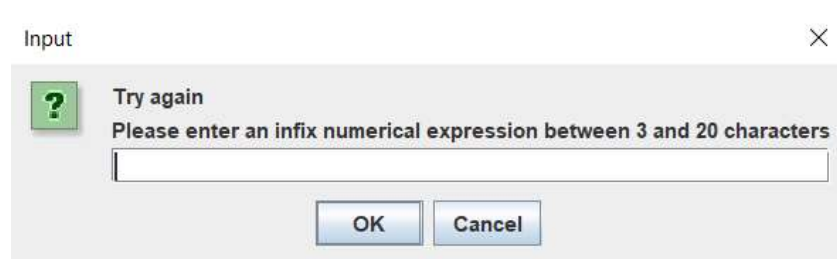 Input
Try again
Please enter an infix numerical expression between 3 and 20 characters
OK Cancel